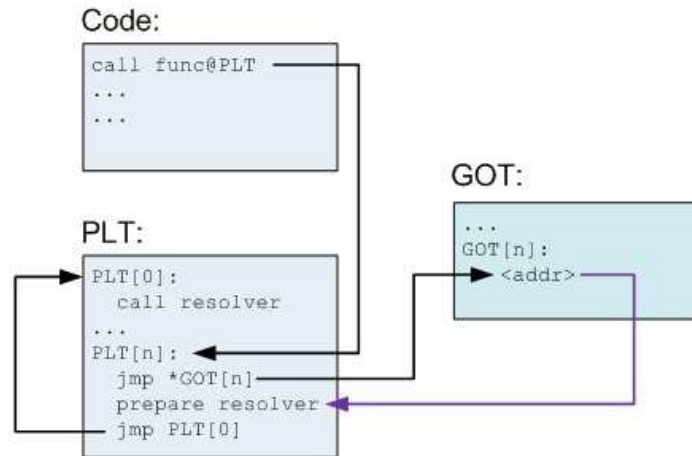 Code:
call func@PLT
...
...
PLT:
PLT[0]:
call resolver
...
PLT[n]:
jmp *GOT[n]
prepare resolver
jmp PLT[0]
GOT:
...
GOT[n]:
<addr>